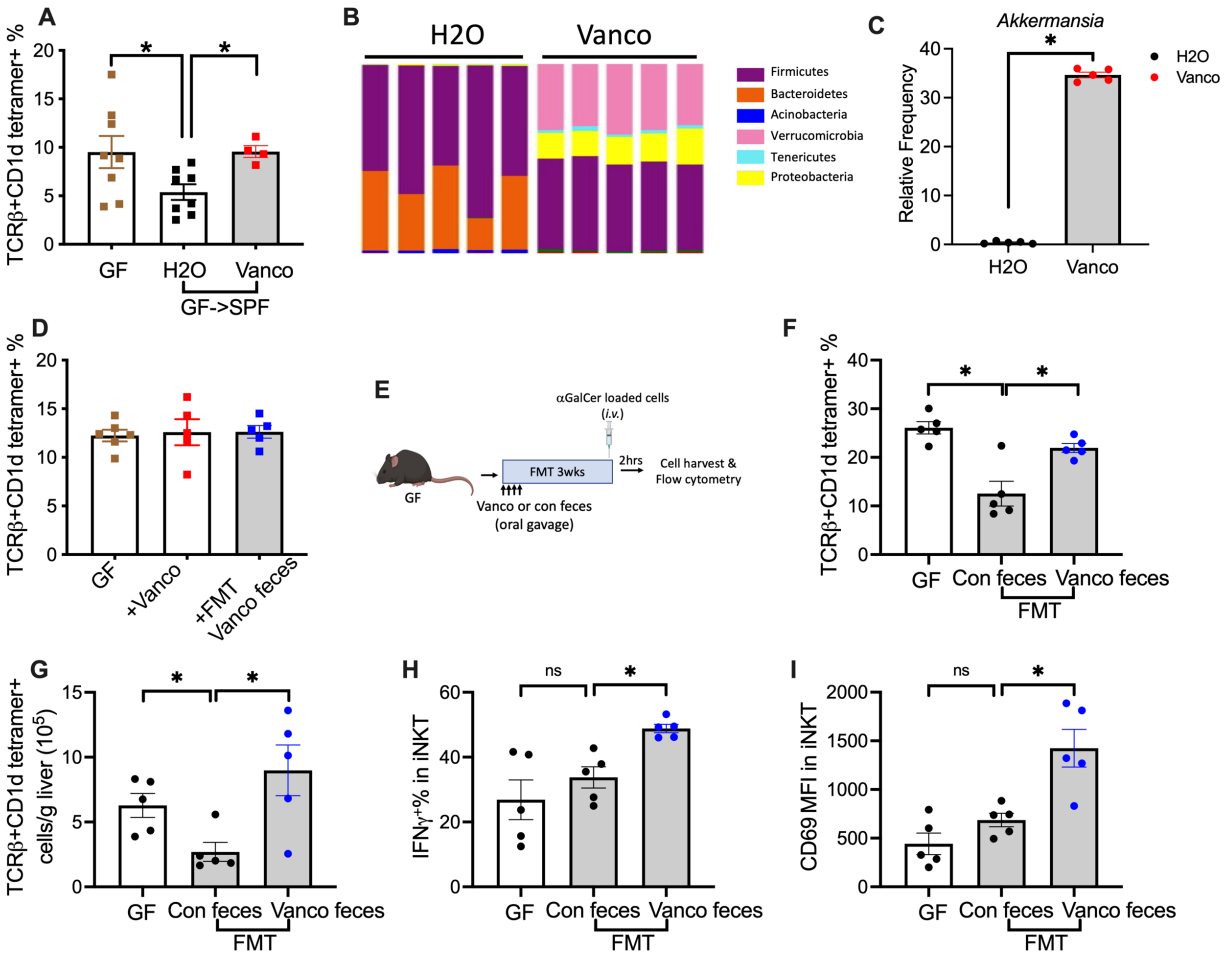 A
TCRβ+CD1d tetramer+ %
20
15
10
5
0
*
*
GF
H2O
Vanco
GF->SPF
B
H2O
Vanco
Firmicutes
Bacteroidetes
Acinobacteria
Verrucomicrobia
Tenericutes
Proteobacteria
C
Akkermansia
Relative Frequency
40
30
20
10
0
*
H2O
Vanco
H2O
Vanco
D
TCRβ+CD1d tetramer+ %
20
15
10
5
0
GF
+Vanco
+FMT
Vanco feces
E
αGalCer loaded cells
(i.v.)
GF
FMT 3wks
2hrs
Cell harvest &
Flow cytometry
Vanco or con feces
(oral gavage)
F
TCRβ+CD1d tetramer+ %
40
30
20
10
0
*
*
GF
Con feces
Vanco feces
FMT
G
TCRβ+CD1d tetramer+
cells/g liver (10⁵)
15
10
5
0
*
*
GF
Con feces
Vanco feces
FMT
H
IFNγ⁺% in iNKT
60
40
20
0
ns
*
GF
Con feces
Vanco feces
FMT
I
CD69 MFI in iNKT
2000
1500
1000
500
0
ns
*
GF
Con feces
Vanco feces
FMT